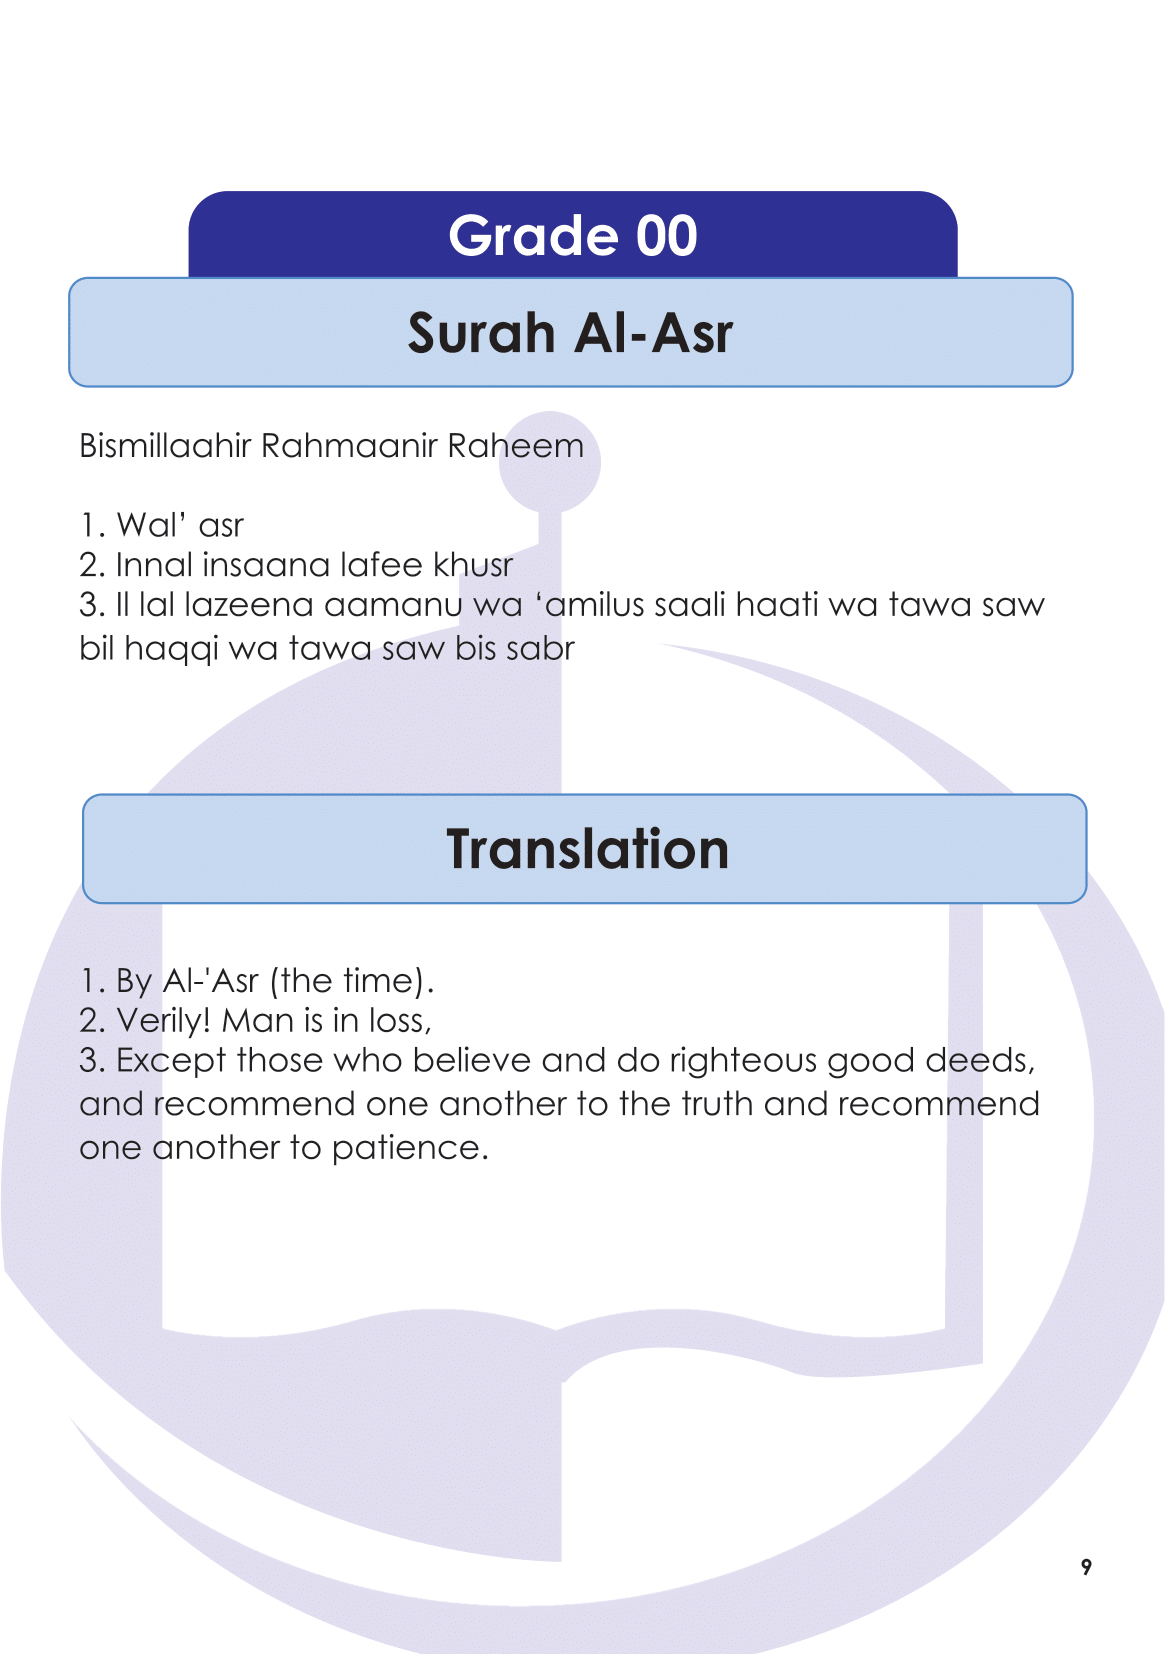 Grade 00
Surah Al-Asr
Bismillaahir Rahmaanir Raheem
1. Wal’ asr
2. Innal insaana lafee khusr
3. Il lal lazeena aamanu wa ‘amilus saali haati wa tawa saw
bil haqqi wa tawa saw bis sabr
Translation
1. By Al-'Asr (the time).
2. Verily! Man is in loss,
3. Except those who believe and do righteous good deeds,
and recommend one another to the truth and recommend
one another to patience.
9